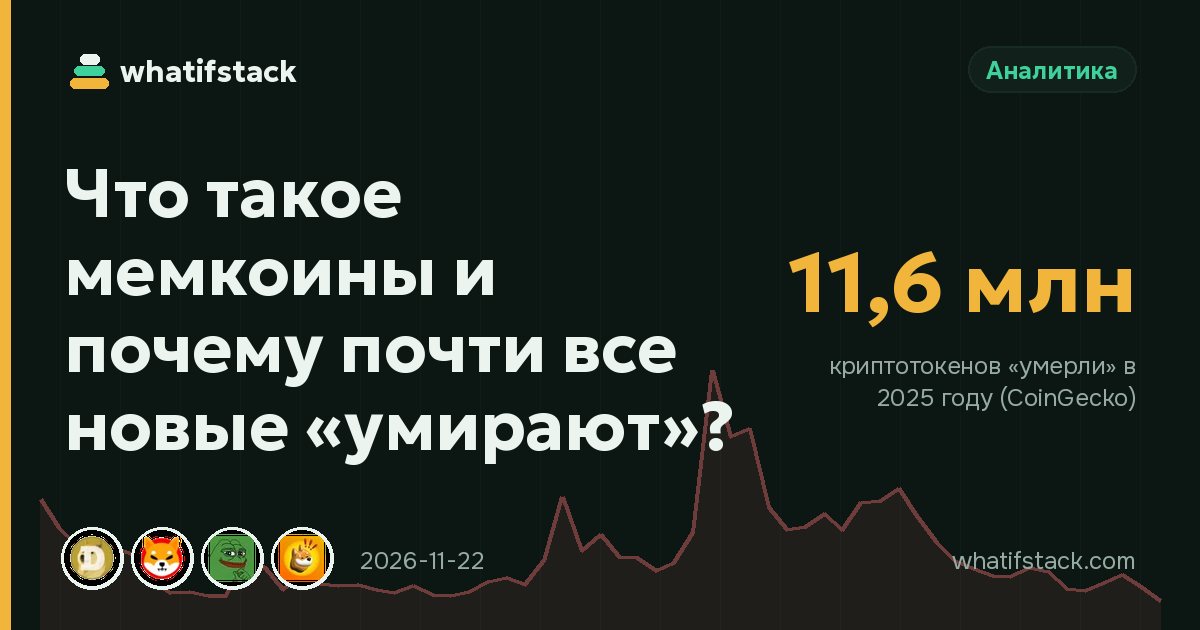 whatifstack
Аналитика
Что такое
мемкоины и
почему почти все
новые «умирают»?
11,6 млн
криптотокенов «умерли» в
2025 году (CoinGecko)
2026-11-22
whatifstack.com